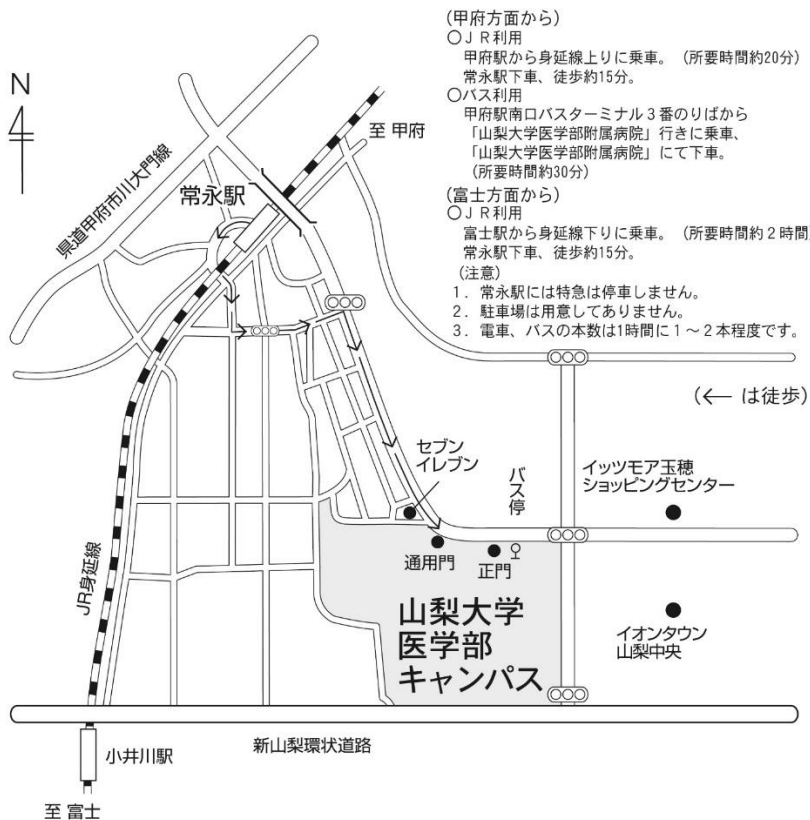 (甲府方面から)
○ＪＲ利用
甲府駅から身延線上りに乗車。（所要時間約20分）
常永駅下車、徒歩約15分。
○バス利用
甲府駅南口バスターミナル３番のりばから
「山梨大学医学部附属病院」行きに乗車、
「山梨大学医学部附属病院」にて下車。
（所要時間約30分）
(富士方面から)
○ＪＲ利用
富士駅から身延線下りに乗車。（所要時間約２時間
常永駅下車、徒歩約15分。
（注意）
１．常永駅には特急は停車しません。
２．駐車場は用意してありません。
３．電車、バスの本数は1時間に１～２本程度です。
N
至 甲府
県道甲府市川大門線
常永駅
(← は徒歩)
セブン
イレブン
バス停
イッツモア玉穂
ショッピングセンター
通用門
正門
JR身延線
山梨大学
医学部
キャンパス
イオンタウン
山梨中央
小井川駅
新山梨環状道路
至 富士